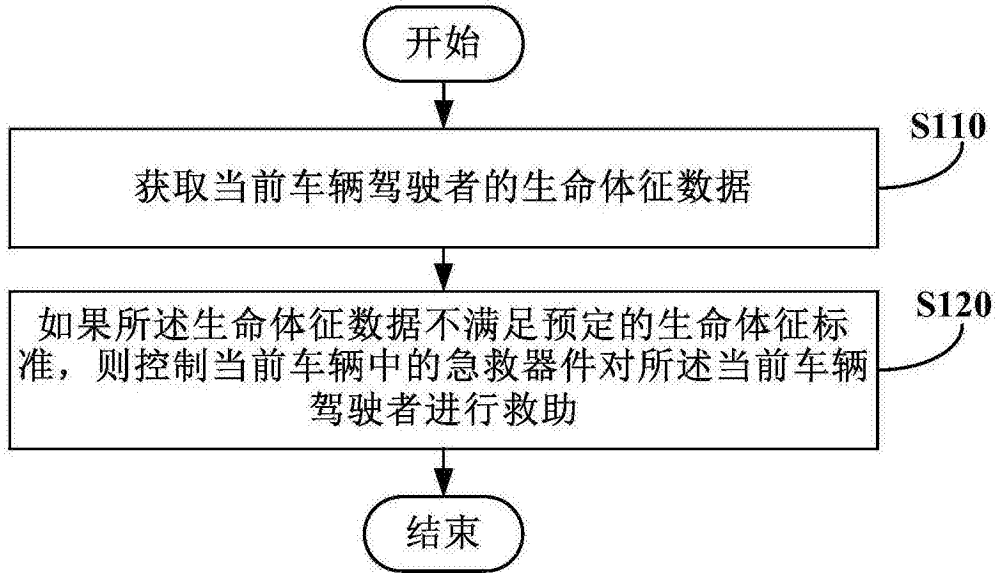 开始
S110
获取当前车辆驾驶者的生命体征数据
S120
如果所述生命体征数据不满足预定的生命体征标
准，则控制当前车辆中的急救器件对所述当前车辆
驾驶者进行救助
结束